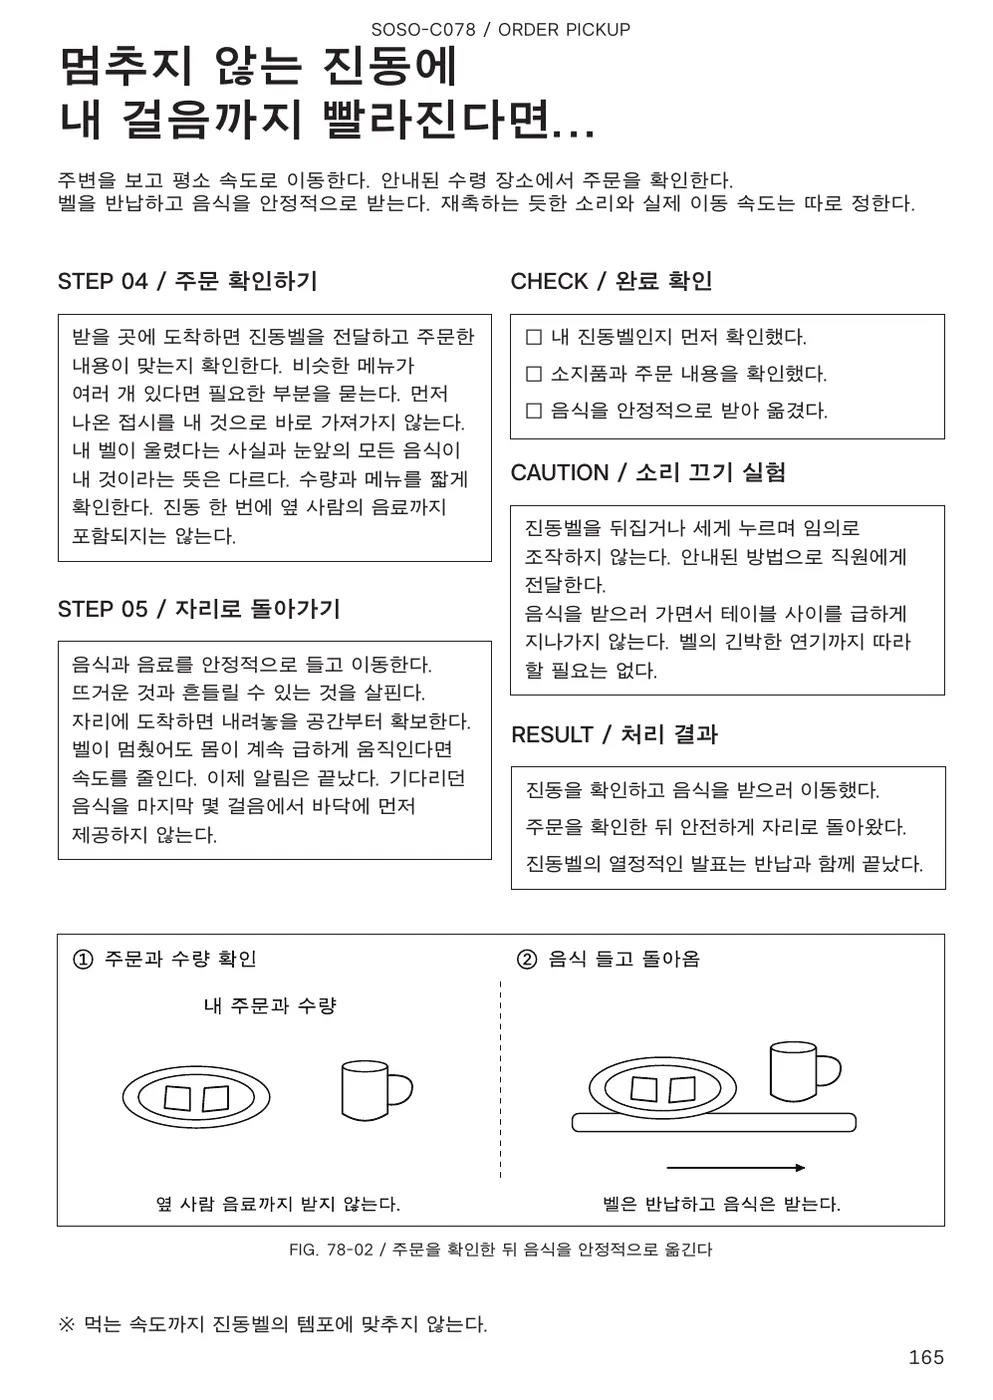 SOSO-C078 / ORDER PICKUP
멈추지 않는 진동에
내 걸음까지 빨라진다면...
주변을 보고 평소 속도로 이동한다. 안내된 수령 장소에서 주문을 확인한다.
벨을 반납하고 음식을 안정적으로 받는다. 재촉하는 듯한 소리와 실제 이동 속도는 따로 정한다.
STEP 04 / 주문 확인하기
받을 곳에 도착하면 진동벨을 전달하고 주문한
내용이 맞는지 확인한다. 비슷한 메뉴가
여러 개 있다면 필요한 부분을 묻는다. 먼저
나온 접시를 내 것으로 바로 가져가지 않는다.
내 벨이 울렸다는 사실과 눈앞의 모든 음식이
내 것이라는 뜻은 다르다. 수량과 메뉴를 짧게
확인한다. 진동 한 번에 옆 사람의 음료까지
포함되지는 않는다.
STEP 05 / 자리로 돌아가기
음식과 음료를 안정적으로 들고 이동한다.
뜨거운 것과 흔들릴 수 있는 것을 살핀다.
자리에 도착하면 내려놓을 공간부터 확보한다.
벨이 멈췄어도 몸이 계속 급하게 움직인다면
속도를 줄인다. 이제 알림은 끝났다. 기다리던
음식을 마지막 몇 걸음에서 바닥에 먼저
제공하지 않는다.
CHECK / 완료 확인
□ 내 진동벨인지 먼저 확인했다.
□ 소지품과 주문 내용을 확인했다.
□ 음식을 안정적으로 받아 옮겼다.
CAUTION / 소리 끄기 실험
진동벨을 뒤집거나 세게 누르며 임의로
조작하지 않는다. 안내된 방법으로 직원에게
전달한다.
음식을 받으러 가면서 테이블 사이를 급하게
지나가지 않는다. 벨의 긴박한 연기까지 따라
할 필요는 없다.
RESULT / 처리 결과
진동을 확인하고 음식을 받으러 이동했다.
주문을 확인한 뒤 안전하게 자리로 돌아왔다.
진동벨의 열정적인 발표는 반납과 함께 끝났다.
① 주문과 수량 확인
내 주문과 수량
옆 사람 음료까지 받지 않는다.
② 음식 들고 돌아옴
벨은 반납하고 음식은 받는다.
FIG. 78-02 / 주문을 확인한 뒤 음식을 안정적으로 옮긴다
※ 먹는 속도까지 진동벨의 템포에 맞추지 않는다.
165